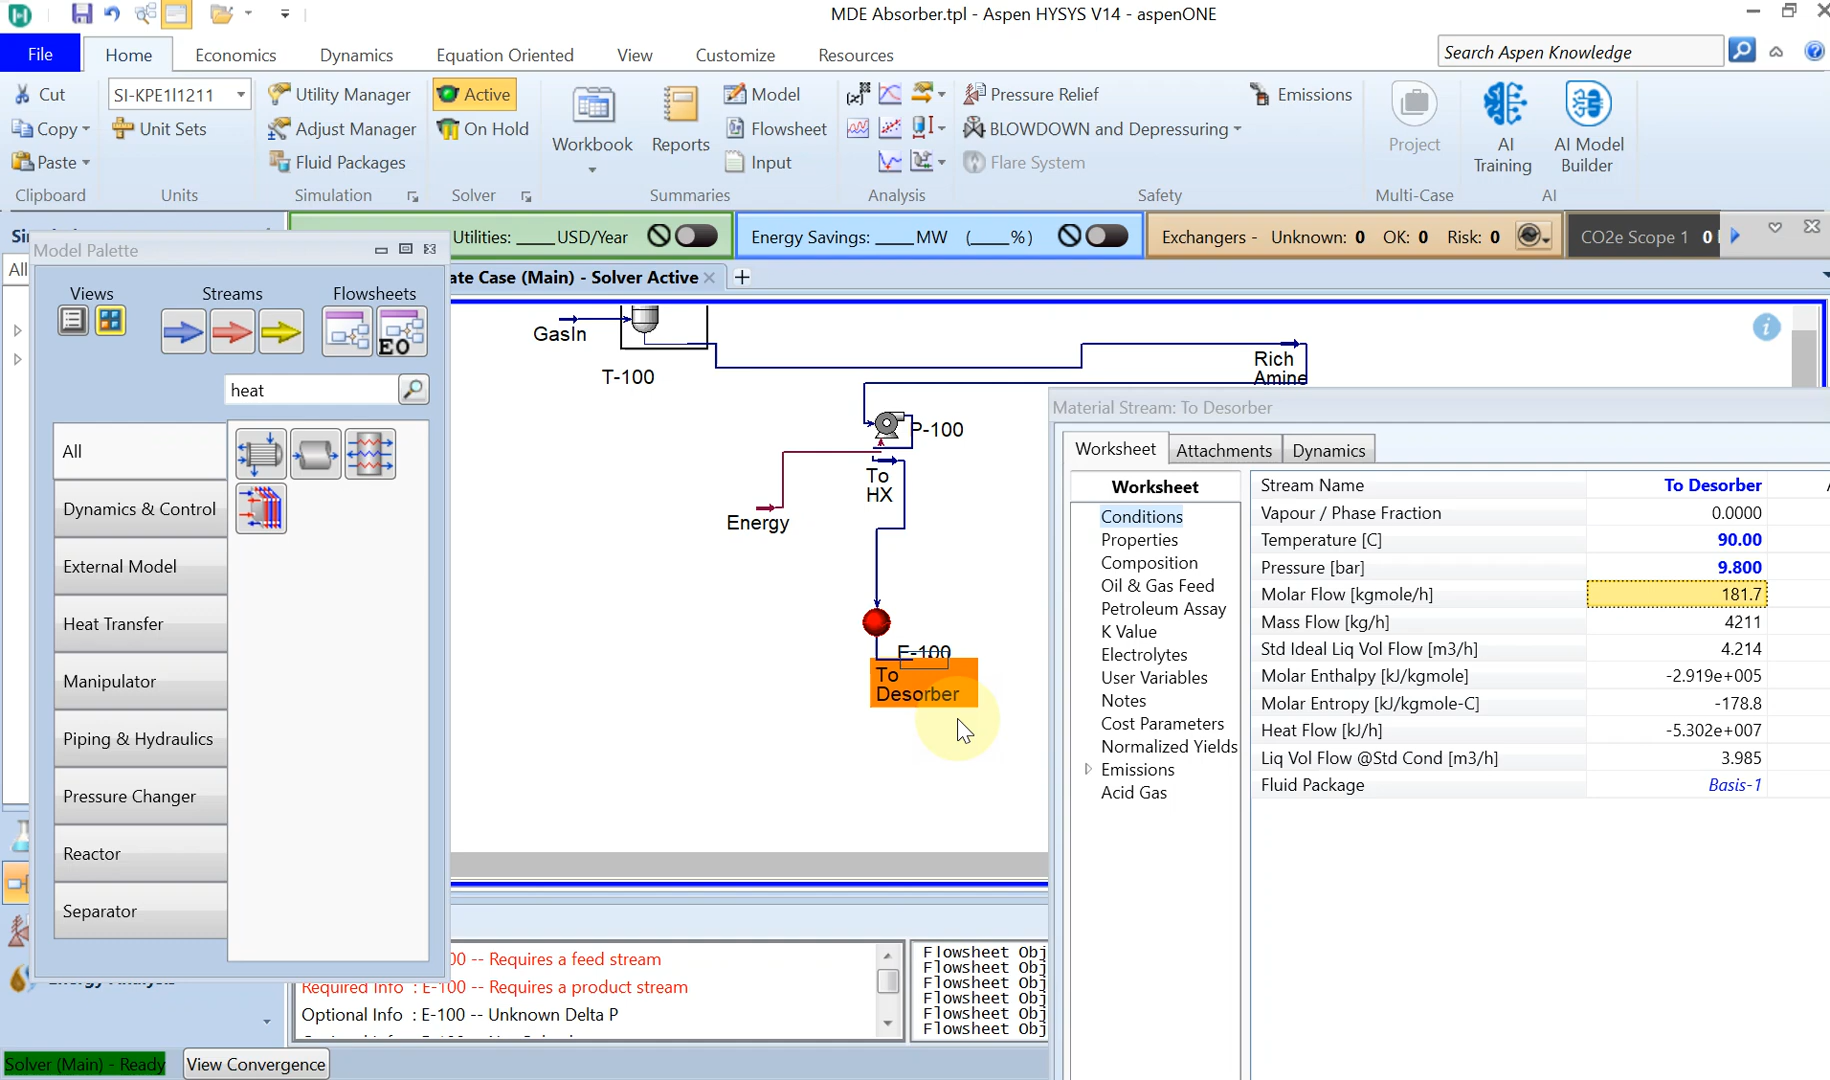 MDE Absorber.tpl - Aspen HYSYS V14 - aspenONE
File
Home
Economics
Dynamics
Equation Oriented
View
Customize
Resources
Search Aspen Knowledge
Cut
Copy
Paste
Clipboard
SI-KPE1I1211
Unit Sets
Units
Utility Manager
Adjust Manager
Fluid Packages
Simulation
Active
On Hold
Solver
Workbook
Reports
Model
Flowsheet
Input
Summaries
Analysis
Pressure Relief
BLOWDOWN and Depressuring
Flare System
Emissions
Safety
Project
Multi-Case
AI
Training
AI Model
Builder
AI
Utilities: ____USD/Year
Energy Savings: ____MW (____%)
Exchangers - Unknown: 0 OK: 0 Risk: 0
CO2e Scope 1 0
All
Model Palette
Views
Streams
Flowsheets
EO
heat
All
Dynamics & Control
External Model
Heat Transfer
Manipulator
Piping & Hydraulics
Pressure Changer
Reactor
Separator
ate Case (Main) - Solver Active
GasIn
T-100
Rich
Amine
P-100
To
HX
Energy
E-100
To
Desorber
Material Stream: To Desorber
Worksheet
Attachments
Dynamics
Worksheet
Conditions
Properties
Composition
Oil & Gas Feed
Petroleum Assay
K Value
Electrolytes
User Variables
Notes
Cost Parameters
Normalized Yields
Emissions
Acid Gas
Stream Name To Desorber
Vapour / Phase Fraction 0.0000
Temperature [C] 90.00
Pressure [bar] 9.800
Molar Flow [kgmole/h] 181.7
Mass Flow [kg/h] 4211
Std Ideal Liq Vol Flow [m3/h] 4.214
Molar Enthalpy [kJ/kgmole] -2.919e+005
Molar Entropy [kJ/kgmole-C] -178.8
Heat Flow [kJ/h] -5.302e+007
Liq Vol Flow @Std Cond [m3/h] 3.985
Fluid Package Basis-1
00 -- Requires a feed stream
Required Info : E-100 -- Requires a product stream
Optional Info : E-100 -- Unknown Delta P
Flowsheet Obj
Flowsheet Obj
Flowsheet Obj
Flowsheet Obj
Flowsheet Obj
Flowsheet Obj
Solver (Main) - Ready
View Convergence